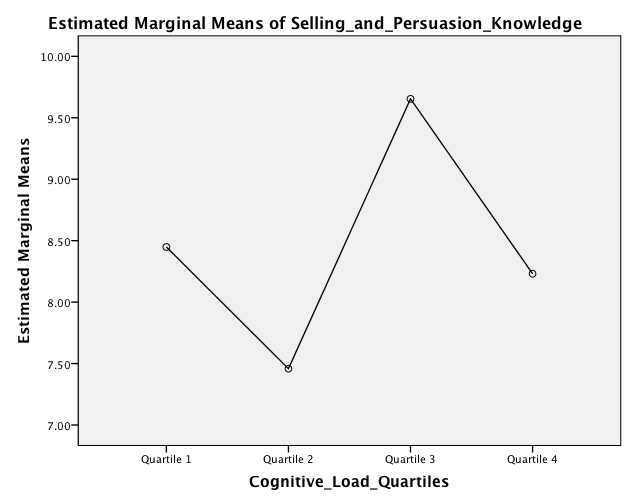 Estimated Marginal Means of Selling_and_Persuasion_Knowledge
10.00
9.50
9.00
8.50
8.00
7.50
7.00
Estimated Marginal Means
Quartile 1
Quartile 2
Quartile 3
Quartile 4
Cognitive_Load_Quartiles